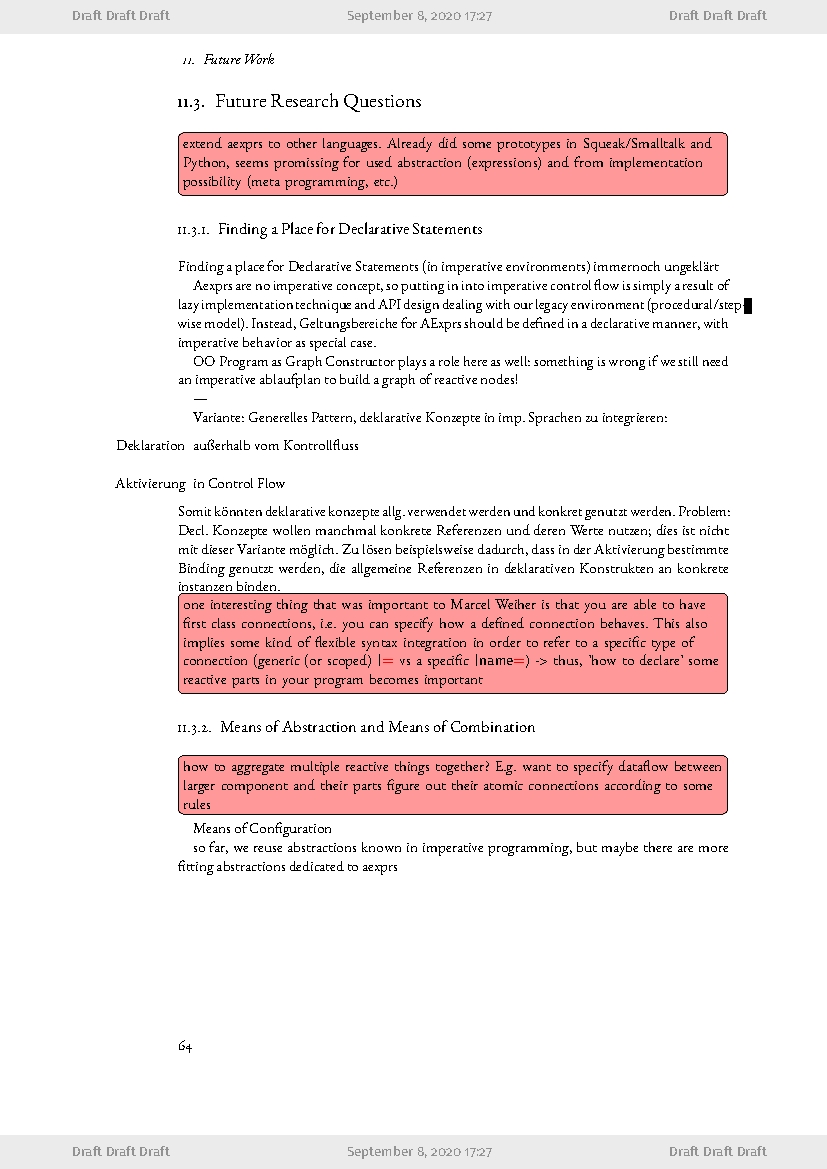 Draft Draft Draft September 8, 2020 17:27 Draft Draft Draft
11. Future Work
11.3. Future Research Questions
extend aexprs to other languages. Already did some prototypes in Squeak/Smalltalk and
Python, seems promissing for used abstraction (expressions) and from implementation
possibility (meta programming, etc.)
11.3.1. Finding a Place for Declarative Statements
Finding a place for Declarative Statements (in imperative environments) immernoch ungeklärt
Aexprs are no imperative concept, so putting in into imperative control flow is simply a result of
lazy implementation technique and API design dealing with our legacy environment (procedural/step-
wise model). Instead, Geltungsbereiche for AExprs should be defined in a declarative manner, with
imperative behavior as special case.
OO Program as Graph Constructor plays a role here as well: something is wrong if we still need
an imperative ablaufplan to build a graph of reactive nodes!
—
Variante: Generelles Pattern, deklarative Konzepte in imp. Sprachen zu integrieren:
Deklaration außerhalb vom Kontrollfluss
Aktivierung in Control Flow
Somit könnten deklarative konzepte allg. verwendet werden und konkret genutzt werden. Problem:
Decl. Konzepte wollen manchmal konkrete Referenzen und deren Werte nutzen; dies ist nicht
mit dieser Variante möglich. Zu lösen beispielsweise dadurch, dass in der Aktivierung bestimmte
Binding genutzt werden, die allgemeine Referenzen in deklarativen Konstrukten an konkrete
instanzen binden.
one interesting thing that was important to Marcel Weiher is that you are able to have
first class connections, i.e. you can specify how a defined connection behaves. This also
implies some kind of flexible syntax integration in order to refer to a specific type of
connection (generic (or scoped) |= vs a specific |name=) -> thus, 'how to declare' some
reactive parts in your program becomes important
11.3.2. Means of Abstraction and Means of Combination
how to aggregate multiple reactive things together? E.g. want to specify dataflow between
larger component and their parts figure out their atomic connections according to some
rules
Means of Configuration
so far, we reuse abstractions known in imperative programming, but maybe there are more
fitting abstractions dedicated to aexprs
64
Draft Draft Draft September 8, 2020 17:27 Draft Draft Draft